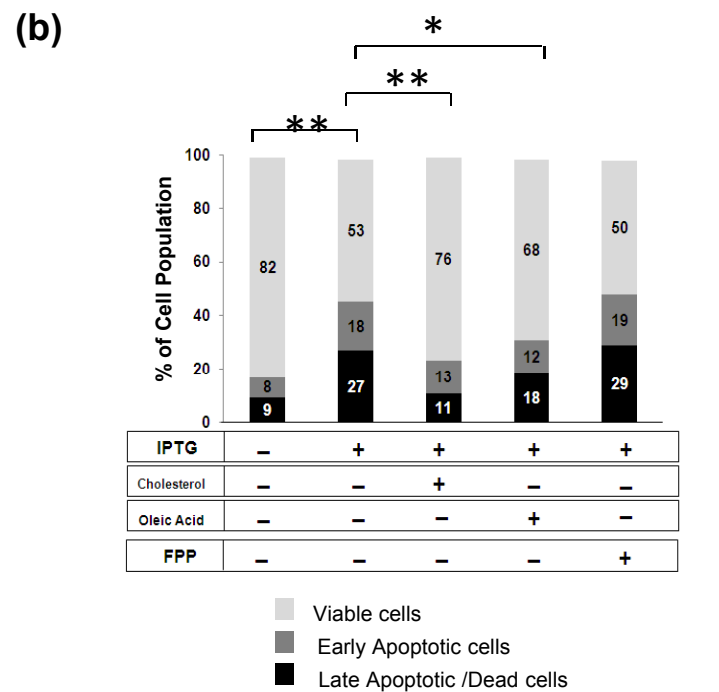 (b)
*
**
**
% of Cell Population
100
80
60
40
20
0
82 53 76 68 50
8 18 13 12 19
9 27 11 18 29
IPTG – + + + +
Cholesterol – – + – –
Oleic Acid – – – + –
FPP – – – – +
Viable cells
Early Apoptotic cells
Late Apoptotic /Dead cells